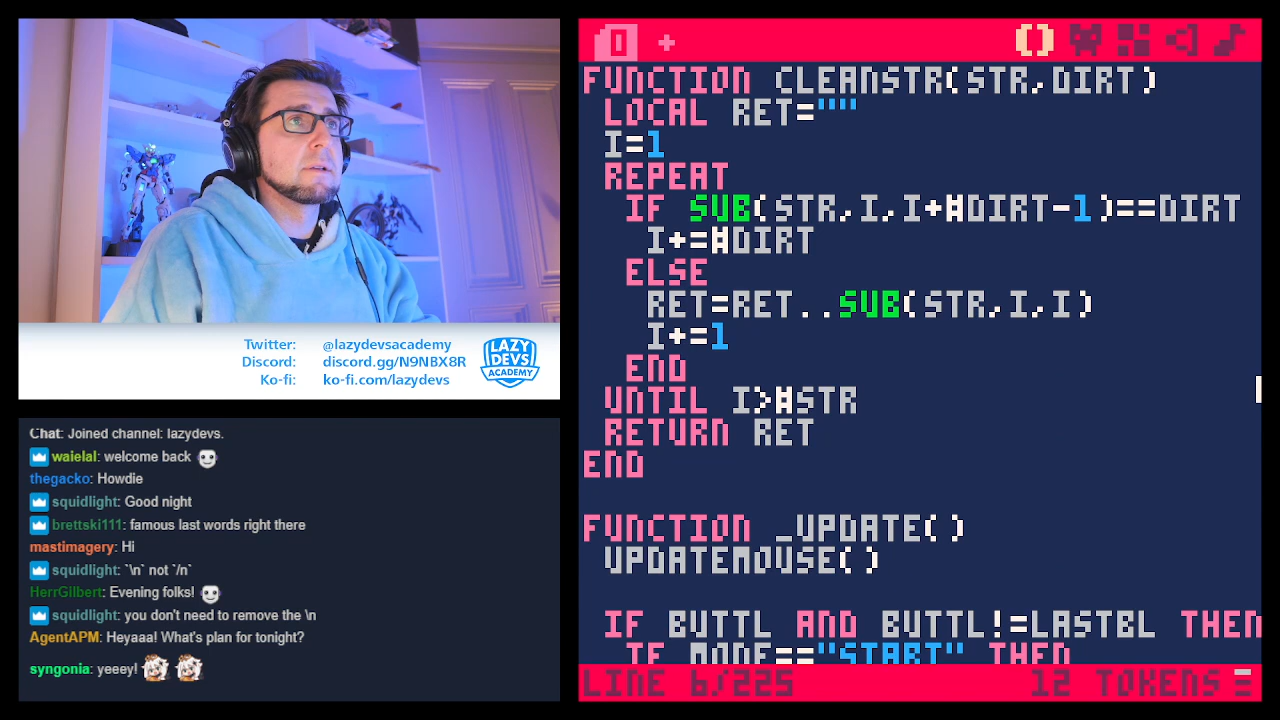 Twitter: @lazydevsacademy
Discord: discord.gg/N9NBX8R
Ko-fi: ko-fi.com/lazydevs
LAZY
DEVS
ACADEMY
Chat: Joined channel: lazydevs.
waielal: welcome back
thegacko: Howdie
squidlight: Good night
brettski111: famous last words right there
mastimagery: Hi
squidlight: `\n` not `/n`
HerrGilbert: Evening folks!
squidlight: you don't need to remove the \n
AgentAPM: Heyaaa! What's plan for tonight?
syngonia: yeeey!
0 +
FUNCTION CLEANSTR(STR,DIRT)
LOCAL RET=""
I=1
REPEAT
IF SUB(STR,I,I+#DIRT-1)==DIRT
I+=#DIRT
ELSE
RET=RET..SUB(STR,I,I)
I+=1
END
UNTIL I>#STR
RETURN RET
END
FUNCTION _UPDATE()
UPDATEMOUSE()
IF BUTTL AND BUTTL!=LASTBL THEN
IF MODE=="START" THEN
LINE 6/225 12 TOKENS